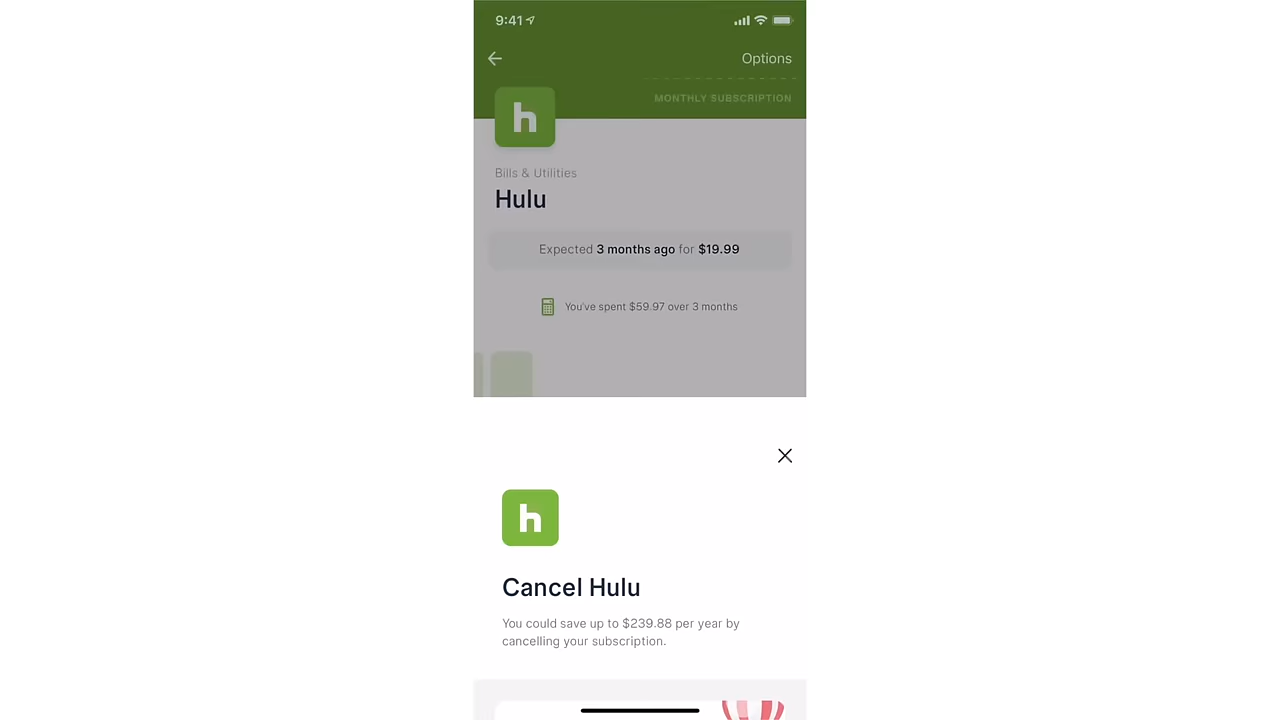 9:41
Options
MONTHLY SUBSCRIPTION
h
Bills & Utilities
Hulu
Expected 3 months ago for $19.99
You've spent $59.97 over 3 months
h
Cancel Hulu
You could save up to $239.88 per year by
cancelling your subscription.